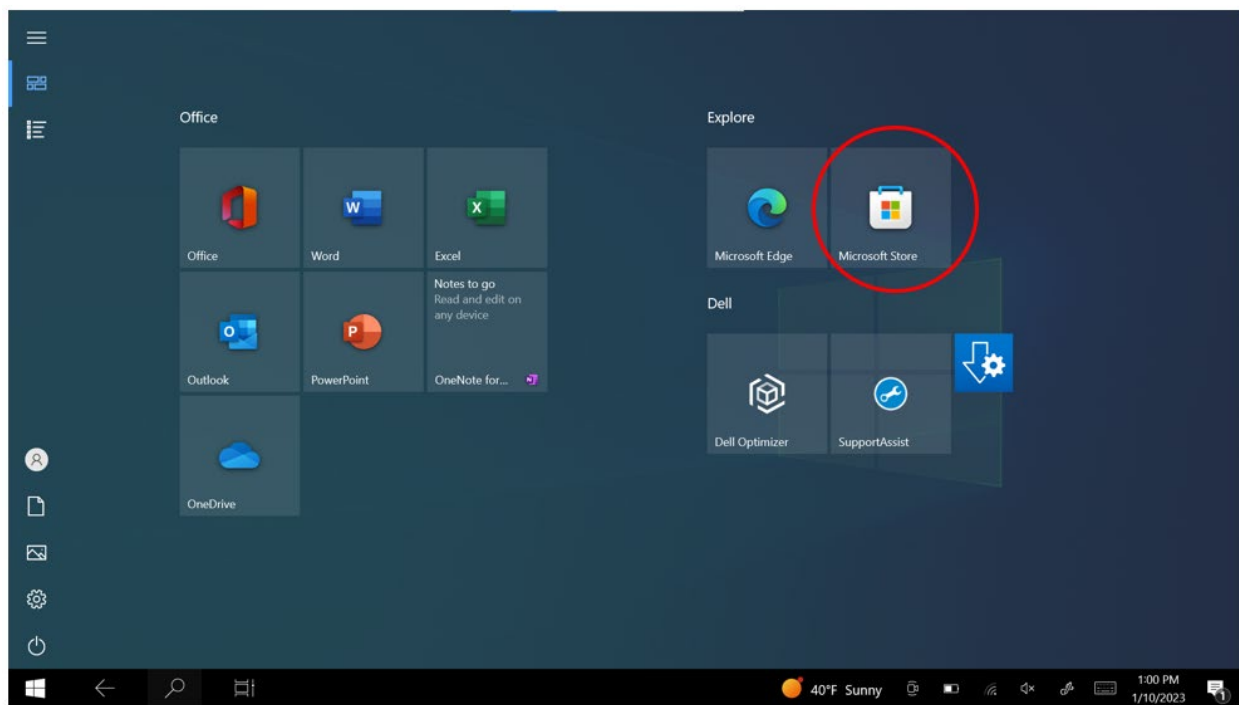 Office
Explore
Office
Word
Excel
Microsoft Edge
Microsoft Store
Notes to go
Read and edit on
any device
Dell
Outlook
PowerPoint
OneNote for...
Dell Optimizer
SupportAssist
OneDrive
40°F Sunny
1:00 PM
1/10/2023
1